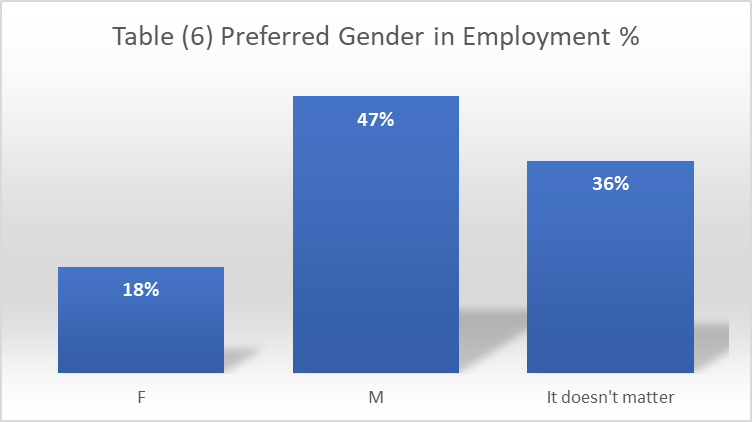 Table (6) Preferred Gender in Employment %
18%
47%
36%
F
M
It doesn't matter